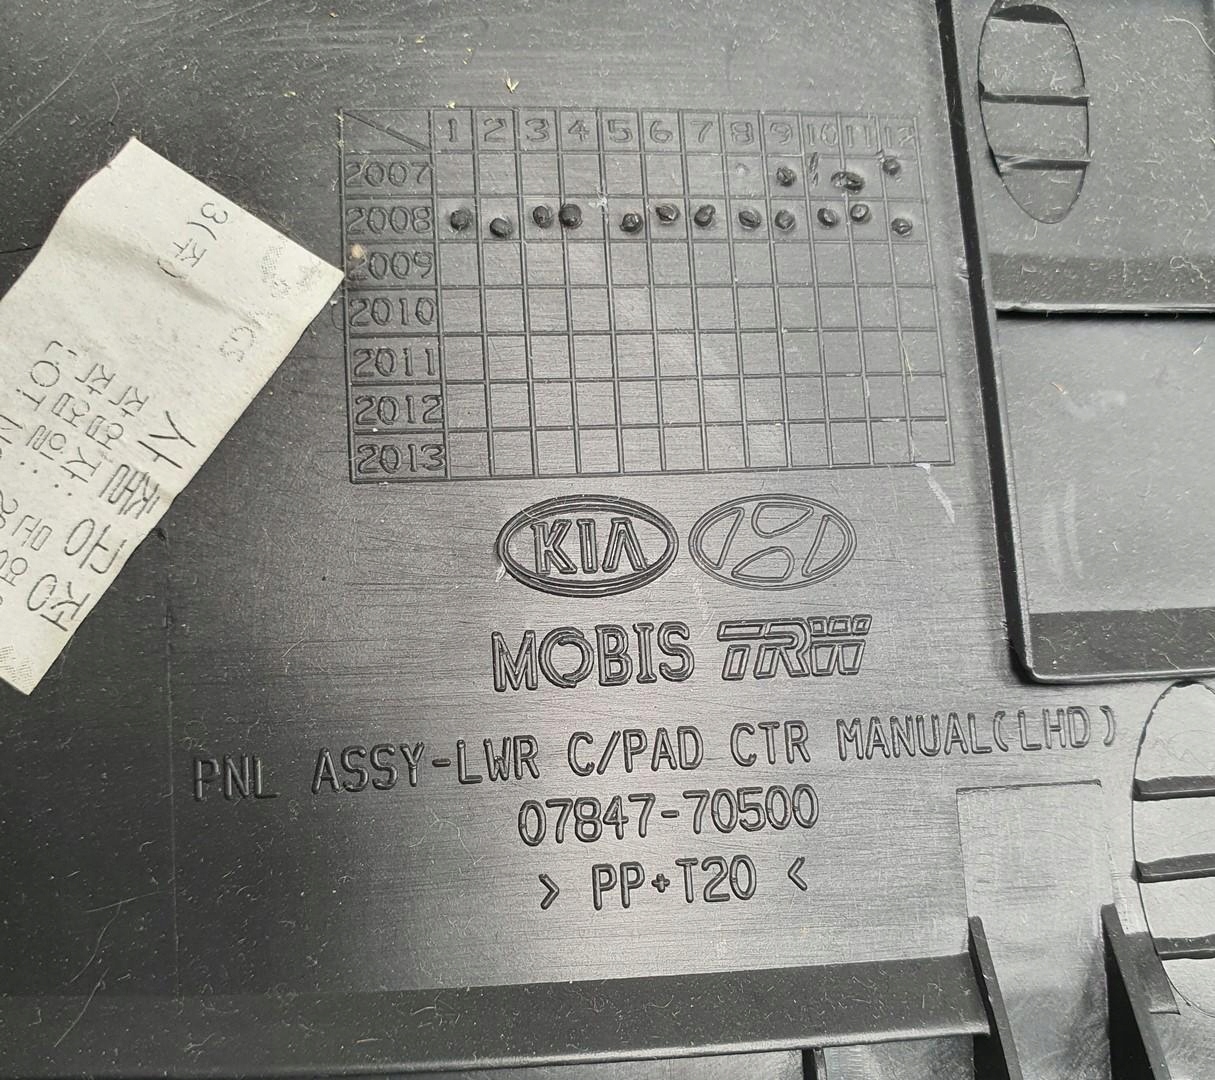 1 2 3 4 5 6 7 8 9 10 11 12
2007
2008
2009
2010
2011
2012
2013
KIA
MOBIS TRW
PNL ASSY-LWR C/PAD CTR MANUAL(LHD)
07847-70500
> PP+T20 <